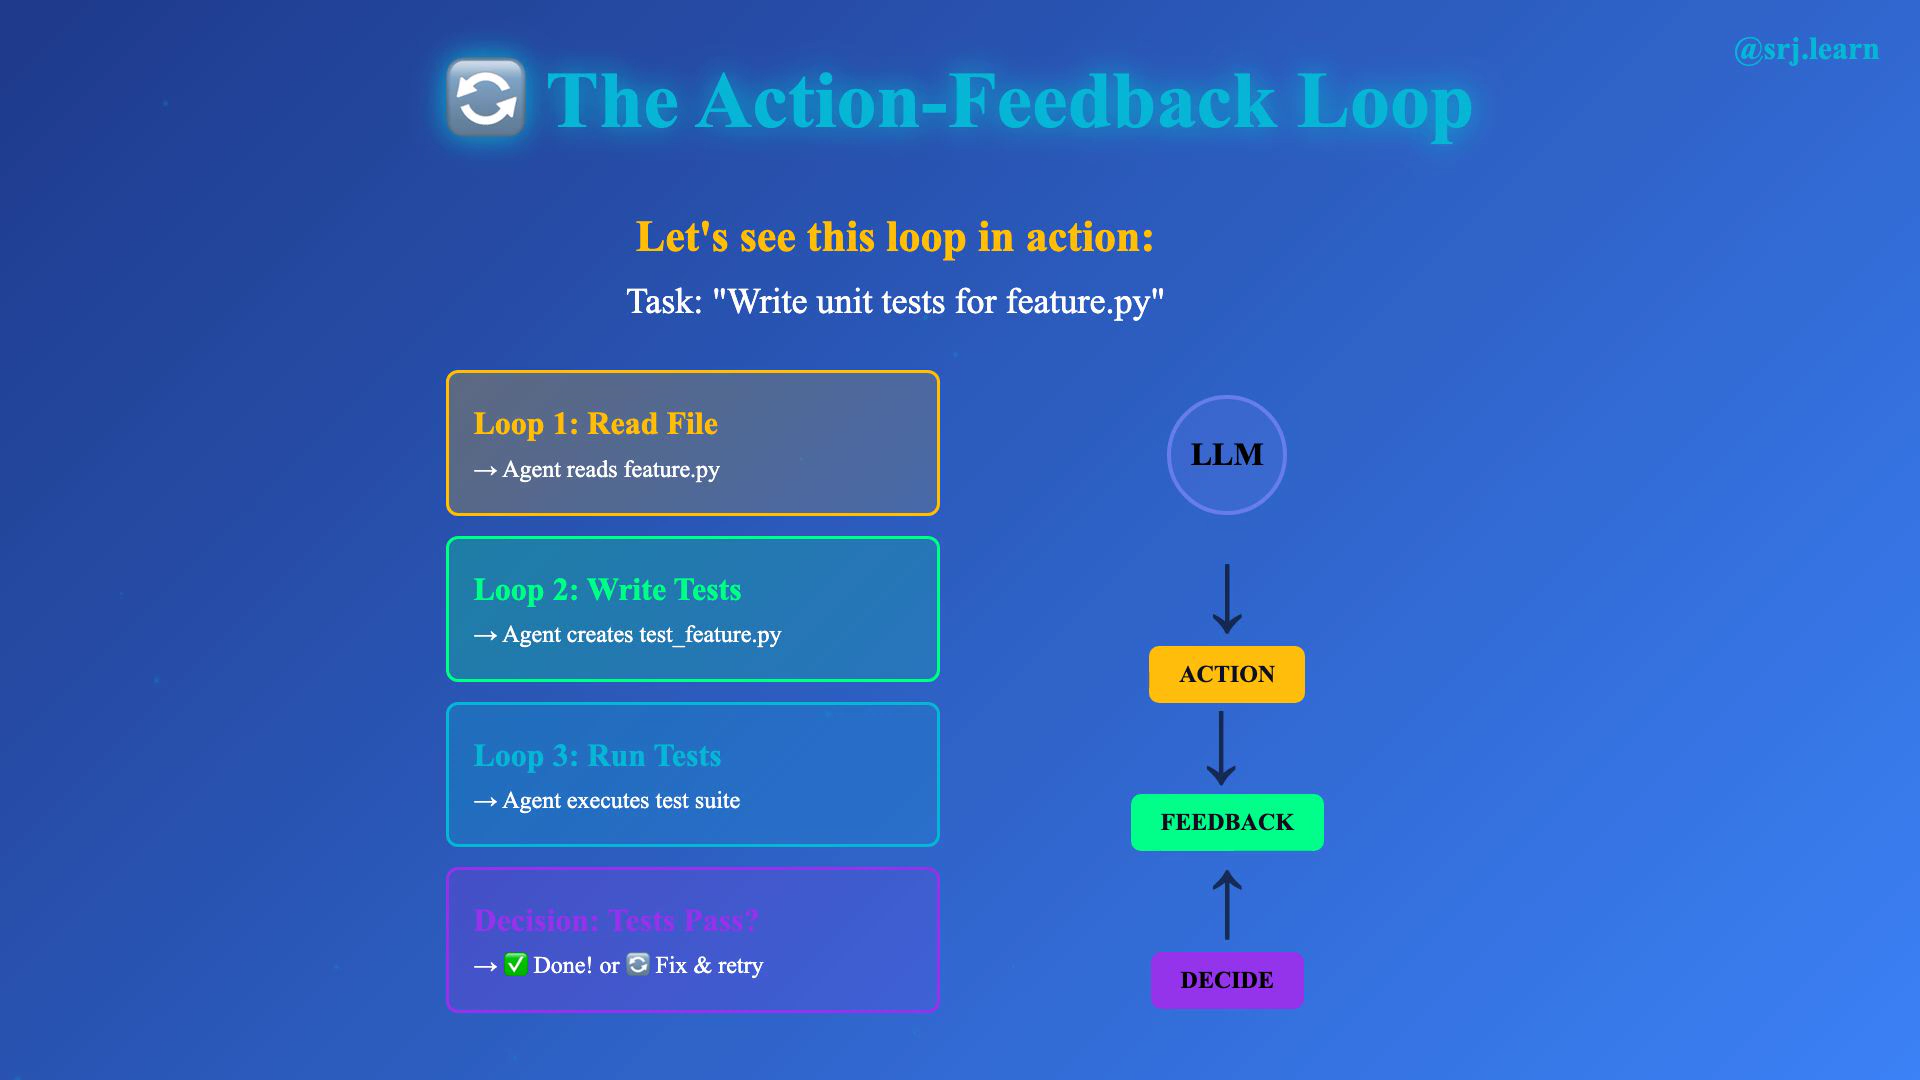 @srj.learn
🔄 The Action-Feedback Loop
Let's see this loop in action:
Task: "Write unit tests for feature.py"
Loop 1: Read File
→ Agent reads feature.py
Loop 2: Write Tests
→ Agent creates test_feature.py
Loop 3: Run Tests
→ Agent executes test suite
Decision: Tests Pass?
→ ✅ Done! or 🔄 Fix & retry
LLM
ACTION
FEEDBACK
DECIDE